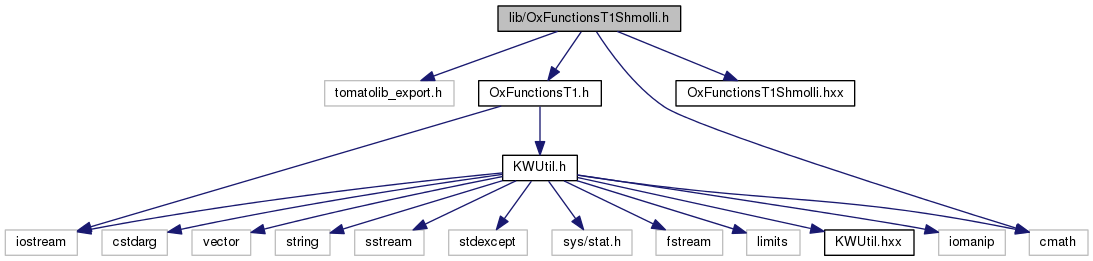 lib/OxFunctionsT1Shmolli.h
tomatolib_export.h
OxFunctionsT1.h
OxFunctionsT1Shmolli.hxx
KWUtil.h
iostream
cstdarg
vector
string
sstream
stdexcept
sys/stat.h
fstream
limits
KWUtil.hxx
iomanip
cmath